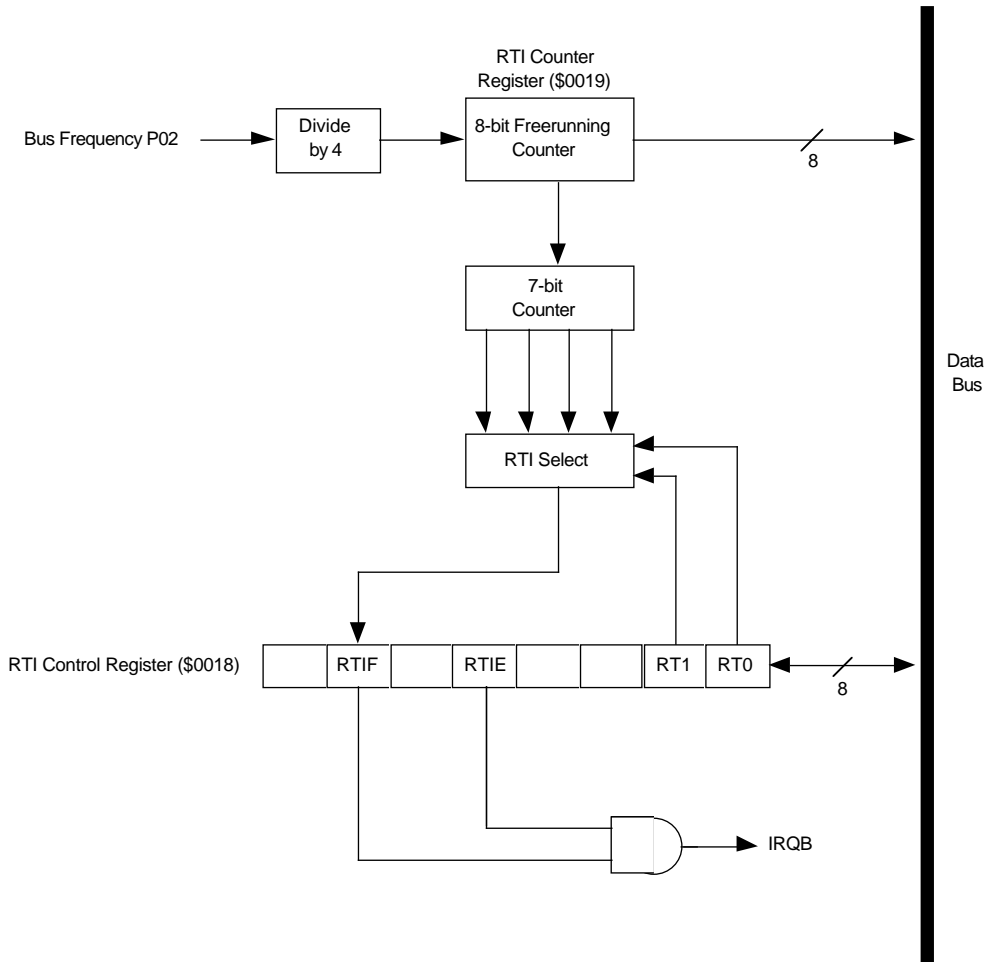 RTI Counter
Register ($0019)
Bus Frequency P02
Divide
by 4
8-bit Freerunning
Counter
8
7-bit
Counter
Data
Bus
RTI Select
RTI Control Register ($0018)
RTIF
RTIE
RT1
RT0
8
IRQB